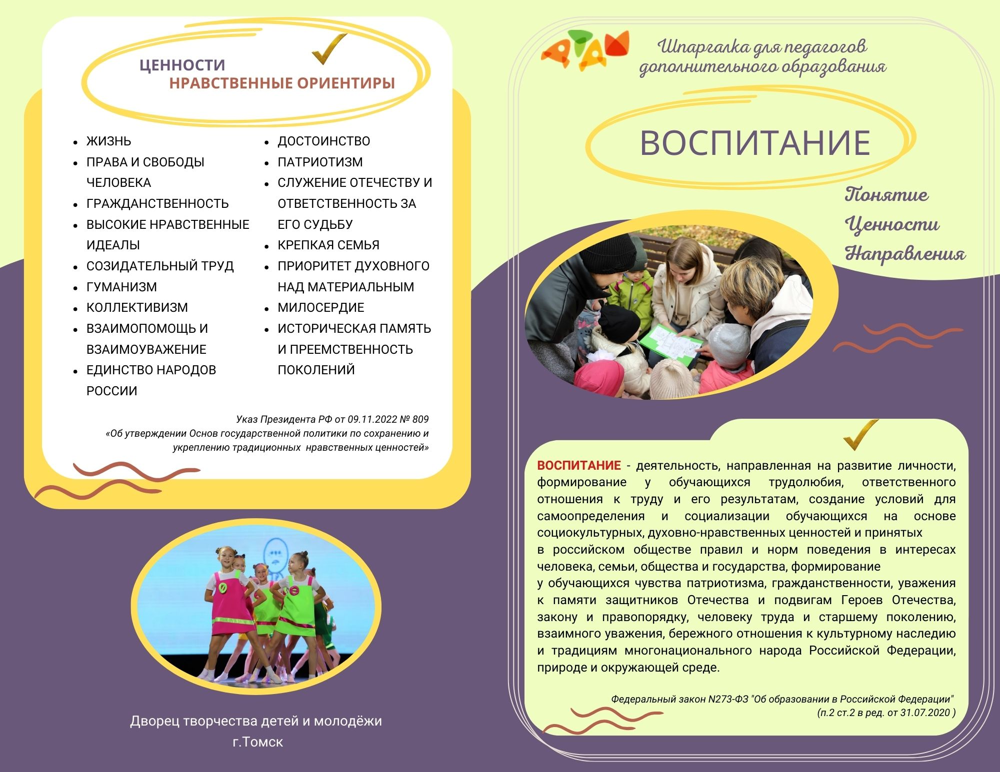 ЦЕННОСТИ
НРАВСТВЕННЫЕ ОРИЕНТИРЫ
ЖИЗНЬ
ПРАВА И СВОБОДЫ
ЧЕЛОВЕКА
ГРАЖДАНСТВЕННОСТЬ
ВЫСОКИЕ НРАВСТВЕННЫЕ
ИДЕАЛЫ
СОЗИДАТЕЛЬНЫЙ ТРУД
ГУМАНИЗМ
КОЛЛЕКТИВИЗМ
ВЗАИМОПОМОЩЬ И
ВЗАИМОУВАЖЕНИЕ
ЕДИНСТВО НАРОДОВ
РОССИИ
ДОСТОИНСТВО
ПАТРИОТИЗМ
СЛУЖЕНИЕ ОТЕЧЕСТВУ И
ОТВЕТСТВЕННОСТЬ ЗА
ЕГО СУДЬБУ
КРЕПКАЯ СЕМЬЯ
ПРИОРИТЕТ ДУХОВНОГО
НАД МАТЕРИАЛЬНЫМ
МИЛОСЕРДИЕ
ИСТОРИЧЕСКАЯ ПАМЯТЬ
И ПРЕЕМСТВЕННОСТЬ
ПОКОЛЕНИЙ
Указ Президента РФ от 09.11.2022 № 809
«Об утверждении Основ государственной политики по сохранению и
укреплению традиционных нравственных ценностей»
Дворец творчества детей и молодёжи
г.Томск
Шпаргалка для педагогов
дополнительного образования
ВОСПИТАНИЕ
Понятие
Ценности
Направления
ВОСПИТАНИЕ - деятельность, направленная на развитие личности,
формирование у обучающихся трудолюбия, ответственного
отношения к труду и его результатам, создание условий для
самоопределения и социализации обучающихся на основе
социокультурных, духовно-нравственных ценностей и принятых
в российском обществе правил и норм поведения в интересах
человека, семьи, общества и государства, формирование
у обучающихся чувства патриотизма, гражданственности, уважения
к памяти защитников Отечества и подвигам Героев Отечества,
закону и правопорядку, человеку труда и старшему поколению,
взаимного уважения, бережного отношения к культурному наследию
и традициям многонационального народа Российской Федерации,
природе и окружающей среде.
Федеральный закон N273-ФЗ "Об образовании в Российской Федерации"
(п.2 ст.2 в ред. от 31.07.2020 )